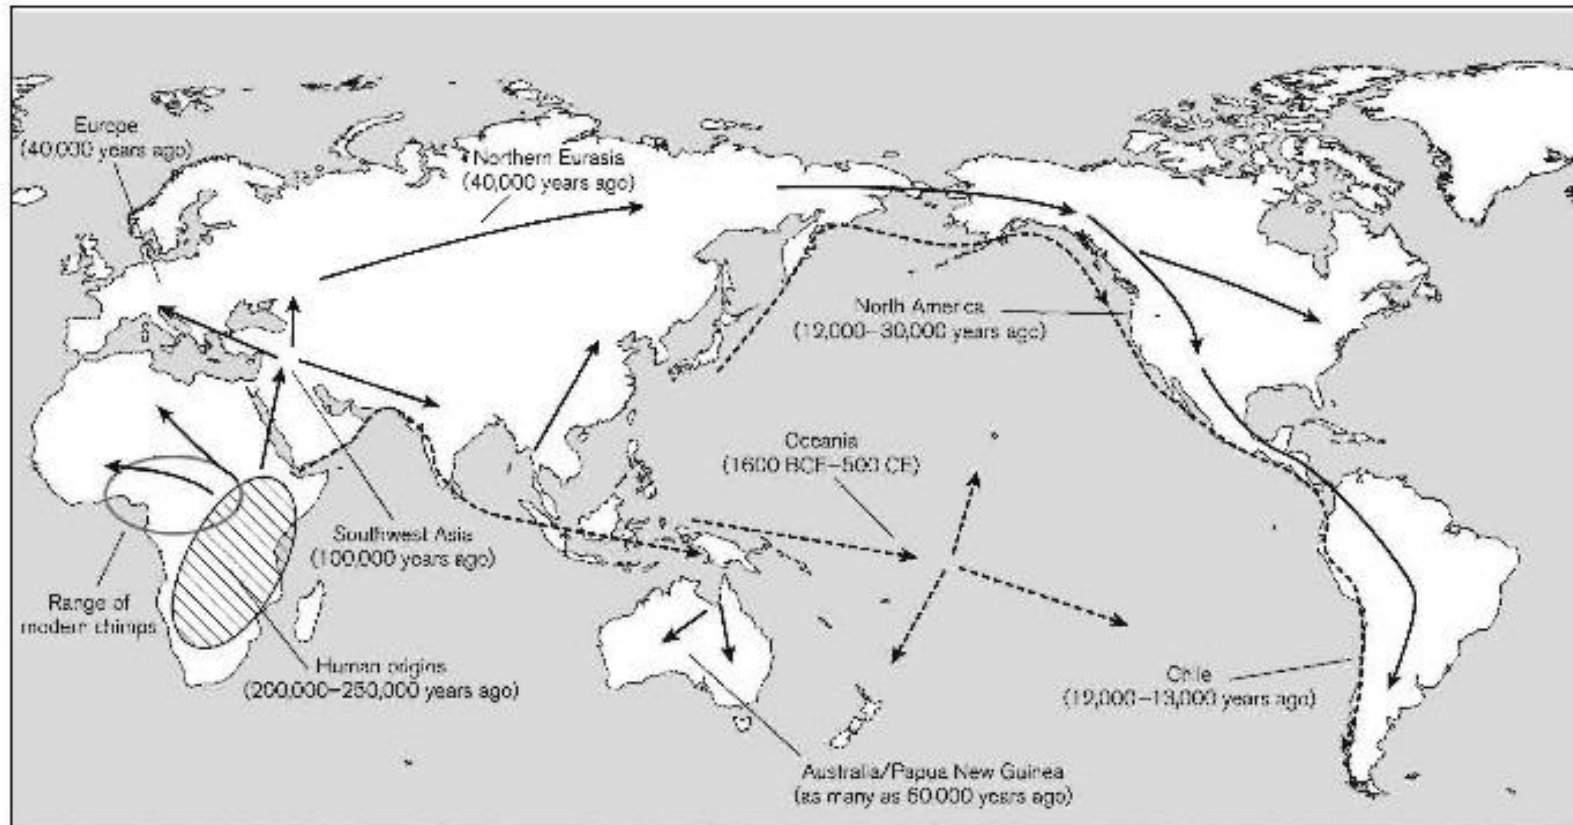 Europe
(40,000 years ago)
Northern Eurasia
(40,000 years ago)
North America
(12,000–30,000 years ago)
Oceania
(1600 BCE–500 CE)
Southwest Asia
(100,000 years ago)
Range of
modern chimps
Human origins
(200,000–250,000 years ago)
Chile
(12,000–13,000 years ago)
Australia/Papua New Guinea
(as many as 60,000 years ago)